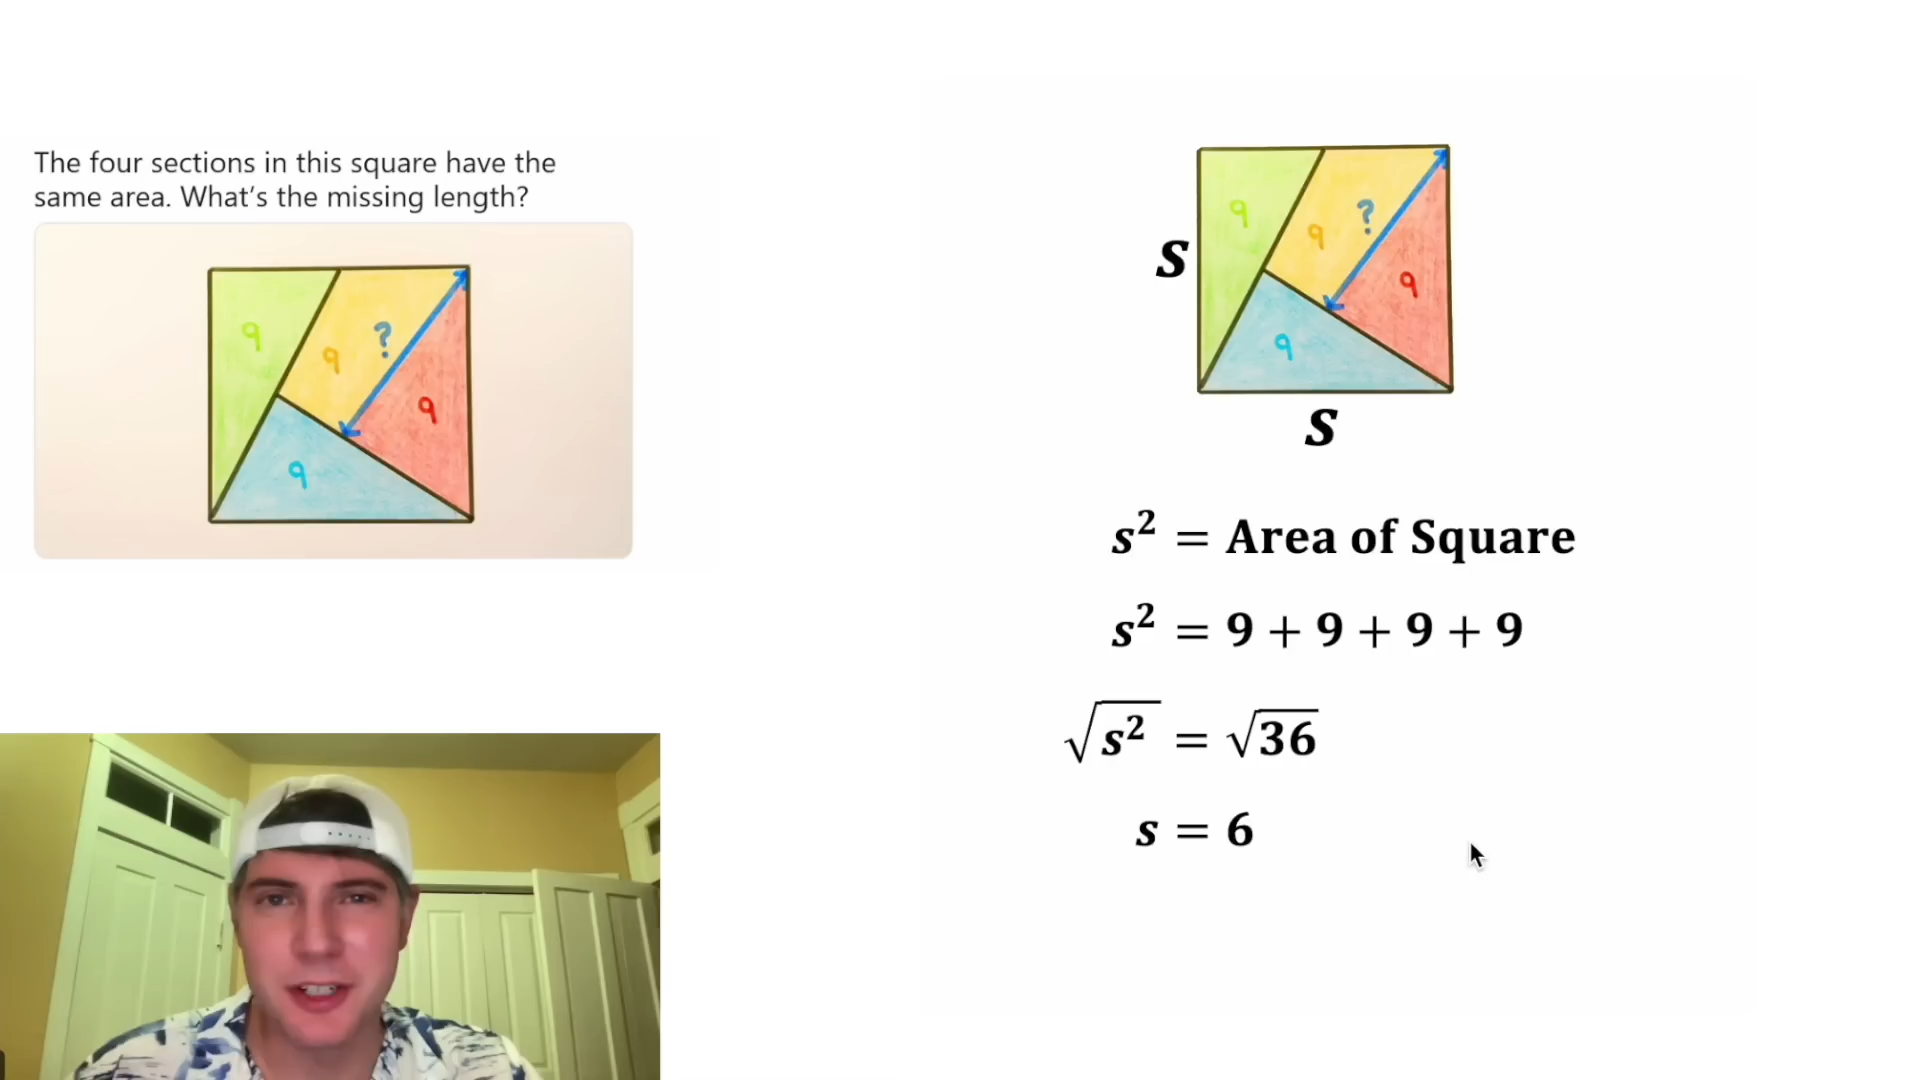 The four sections in this square have the
same area. What's the missing length?
9
?
9
9
9
9
?
9
9
9
s
s
s² = Area of Square
s² = 9 + 9 + 9 + 9
√s² = √36
s = 6